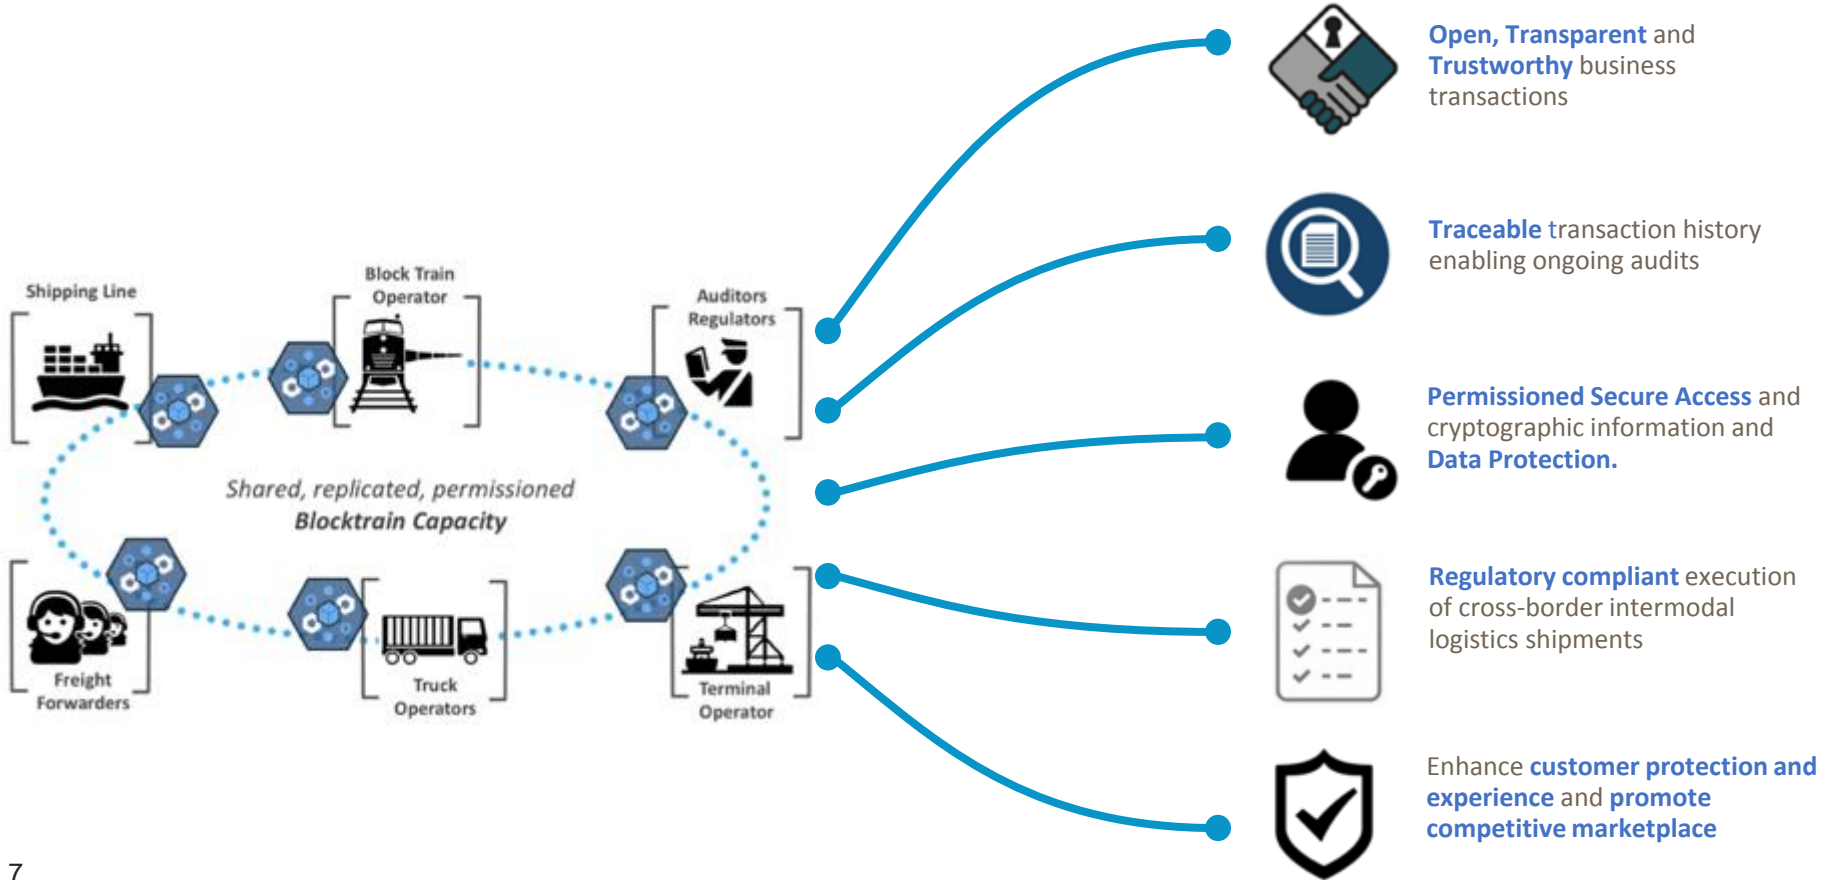 Shipping Line
Block Train
Operator
Auditors
Regulators
Shared, replicated, permissioned
Blocktrain Capacity
Freight
Forwarders
Truck
Operators
Terminal
Operator
Open, Transparent and
Trustworthy business
transactions
Traceable transaction history
enabling ongoing audits
Permissioned Secure Access and
cryptographic information and
Data Protection.
Regulatory compliant execution
of cross-border intermodal
logistics shipments
Enhance customer protection and
experience and promote
competitive marketplace
7